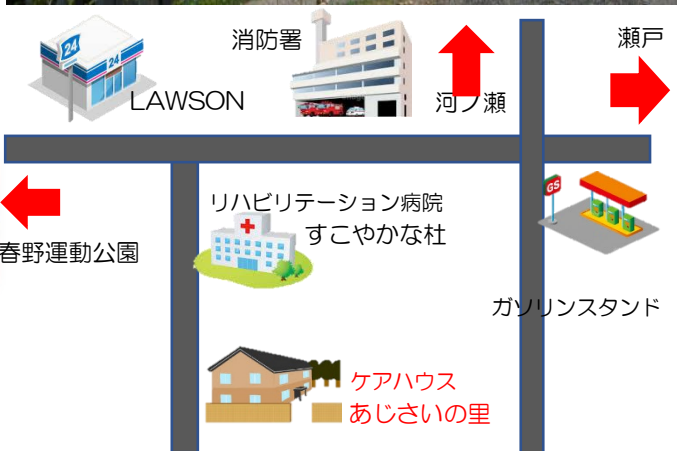 消防署
瀬戸
24
24
LAWSON
河ノ瀬
GS
リハビリテーション病院
すこやかな杜
春野運動公園
ガソリンスタンド
ケアハウス
あじさいの里